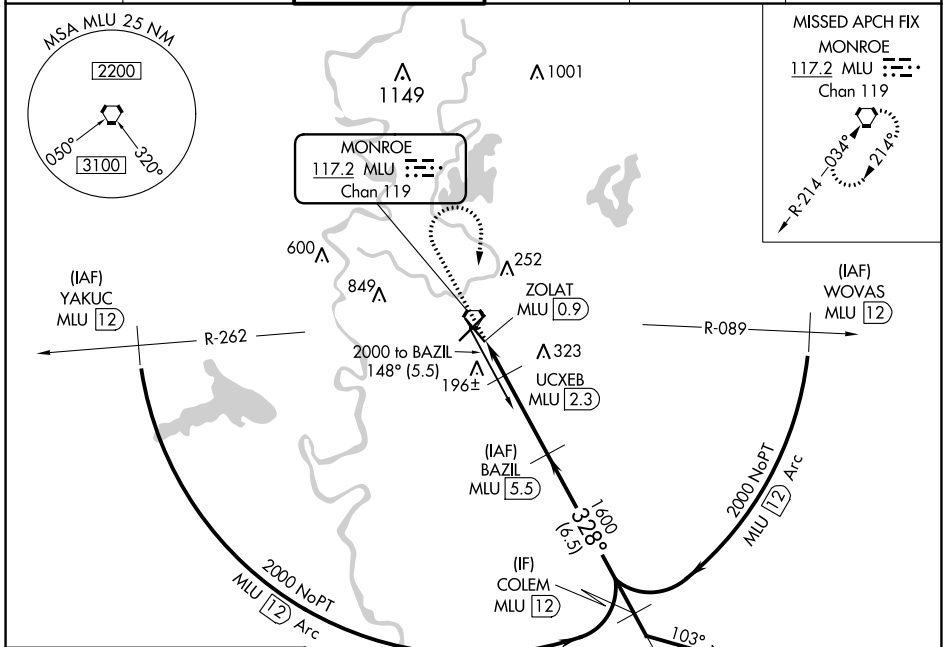 MSA MLU 25 NM
2200
050°
320°
3100
1149
1001
MISSED APCH FIX
MONROE
117.2 MLU
Chan 119
R-214
034°
214°
MONROE
117.2 MLU
Chan 119
600
849
252
(IAF)
YAKUC
MLU 12
R-262
ZOLAT
MLU 0.9
(IAF)
WOVAS
MLU 12
R-089
2000 to BAZIL
148° (5.5)
196±
323
UCXEB
MLU 2.3
(IAF)
BAZIL
MLU 5.5
1600
328°
(6.5)
2000 NoPT
MLU 12 Arc
2000 NoPT
MLU 12 Arc
(IF)
COLEM
MLU 12
103°